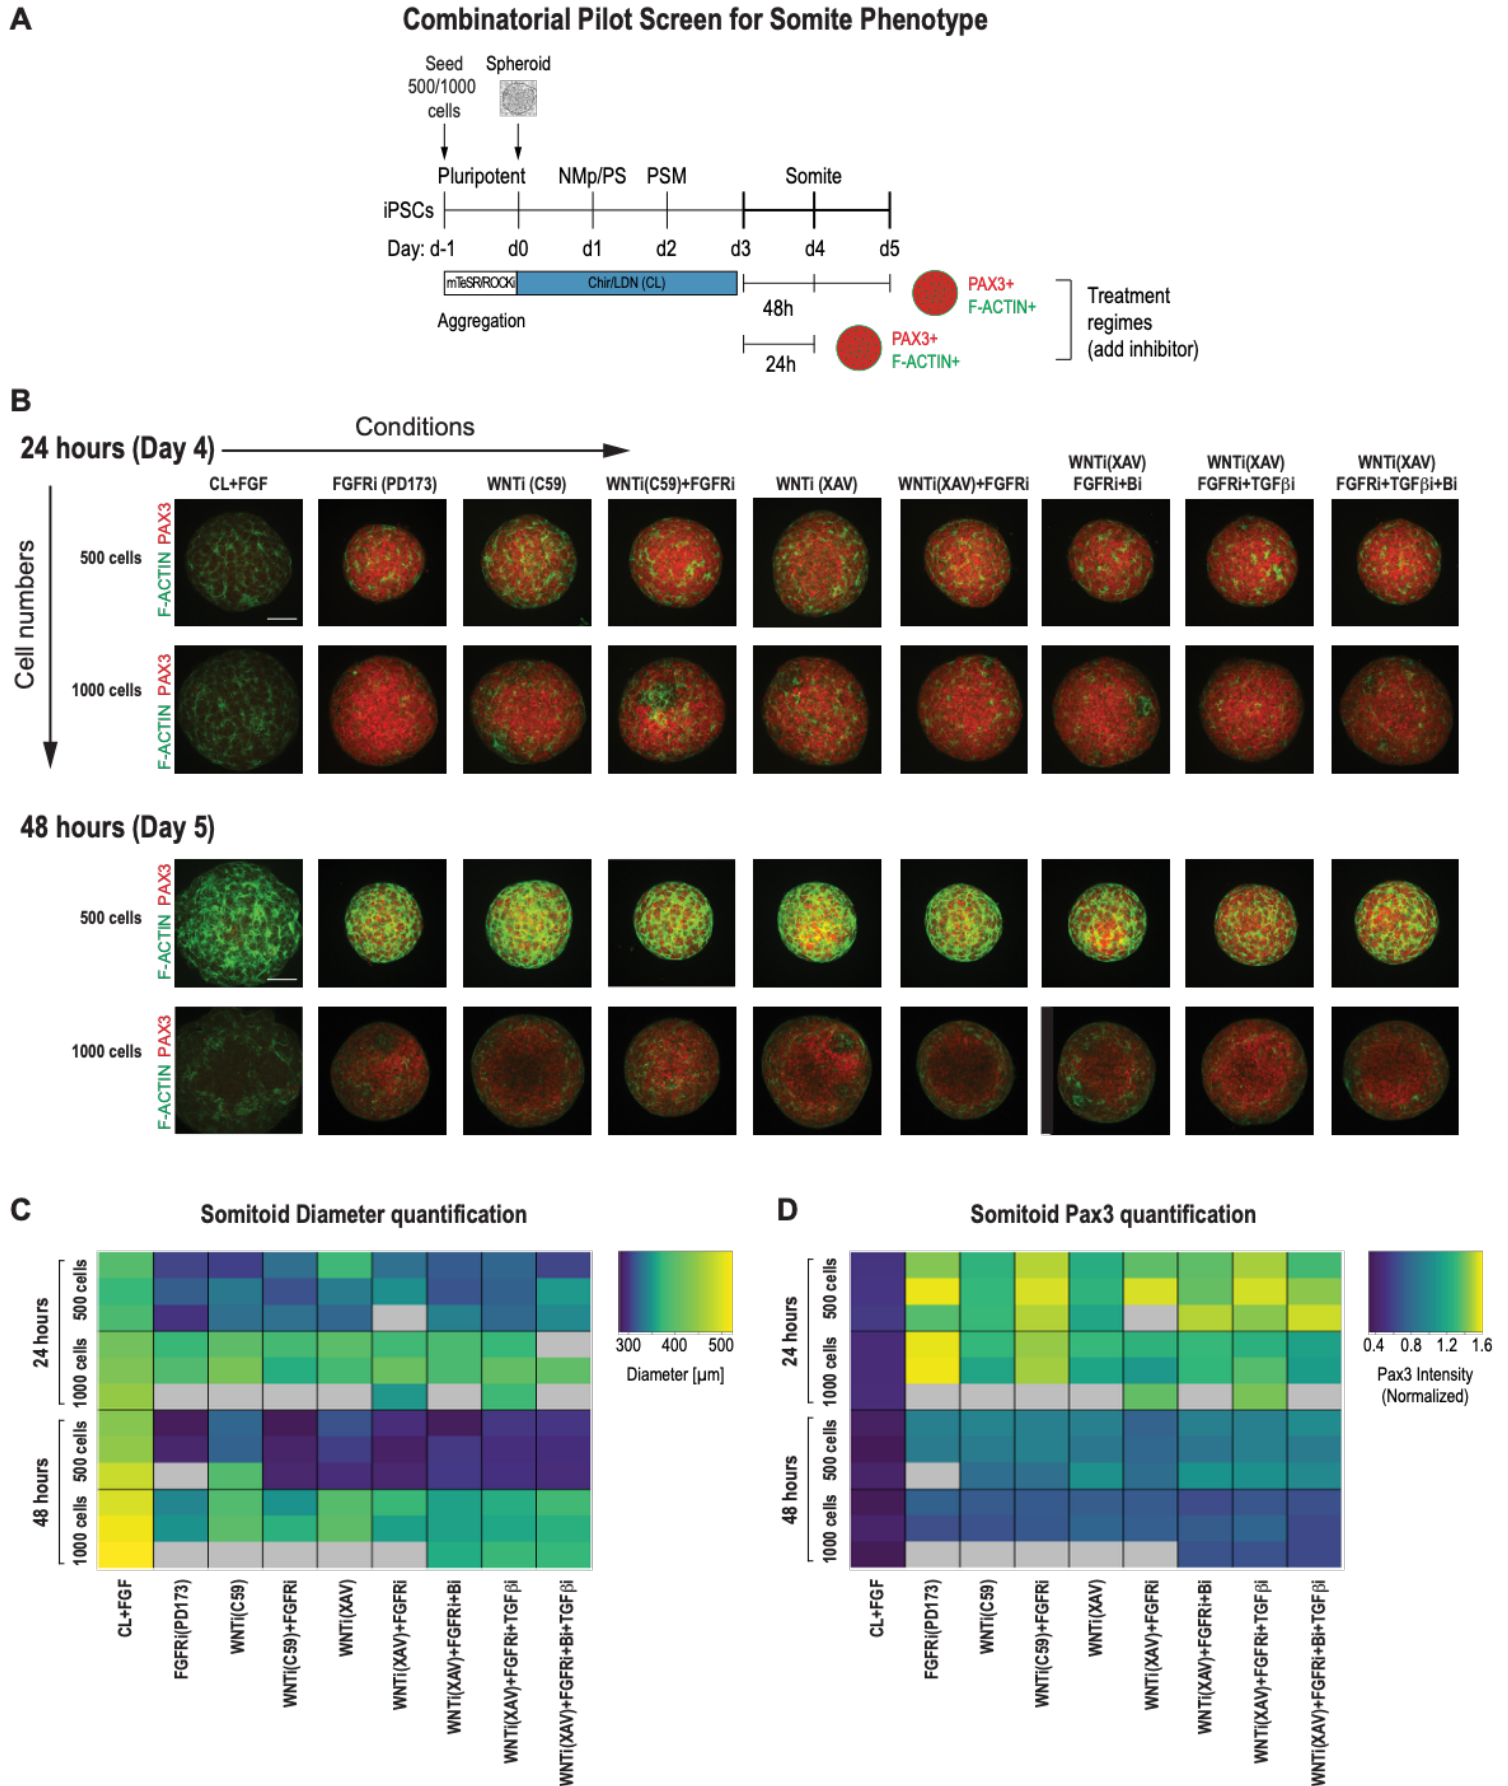 A
Combinatorial Pilot Screen for Somite Phenotype
Seed
500/1000
cells
Spheroid
Pluripotent
NMp/PS
PSM
Somite
iPSCs
Day: d-1 d0 d1 d2 d3 d4 d5
mTeSR/ROCKi
Chir/LDN (CL)
Aggregation
48h
PAX3+
F-ACTIN+
24h
PAX3+
F-ACTIN+
Treatment
regimes
(add inhibitor)
B
24 hours (Day 4)
Conditions
Cell numbers
CL+FGF
FGFRi (PD173)
WNTi (C59)
WNTi(C59)+FGFRi
WNTi (XAV)
WNTi(XAV)+FGFRi
WNTi(XAV)
FGFRi+Bi
WNTi(XAV)
FGFRi+TGFβi
WNTi(XAV)
FGFRi+TGFβi+Bi
500 cells
F-ACTIN PAX3
1000 cells
F-ACTIN PAX3
48 hours (Day 5)
500 cells
F-ACTIN PAX3
1000 cells
F-ACTIN PAX3
C
Somitoid Diameter quantification
24 hours
48 hours
500 cells
1000 cells
500 cells
1000 cells
300 400 500
Diameter [µm]
CL+FGF
FGFRi(PD173)
WNTi(C59)
WNTi(C59)+FGFRi
WNTi(XAV)
WNTi(XAV)+FGFRi
WNTi(XAV)+FGFRi+Bi
WNTi(XAV)+FGFRi+TGFβi
WNTi(XAV)+FGFRi+Bi+TGFβi
D
Somitoid Pax3 quantification
24 hours
48 hours
500 cells
1000 cells
500 cells
1000 cells
0.4 0.8 1.2 1.6
Pax3 Intensity
(Normalized)
CL+FGF
FGFRi(PD173)
WNTi(C59)
WNTi(C59)+FGFRi
WNTi(XAV)
WNTi(XAV)+FGFRi
WNTi(XAV)+FGFRi+Bi
WNTi(XAV)+FGFRi+TGFβi
WNTi(XAV)+FGFRi+Bi+TGFβi